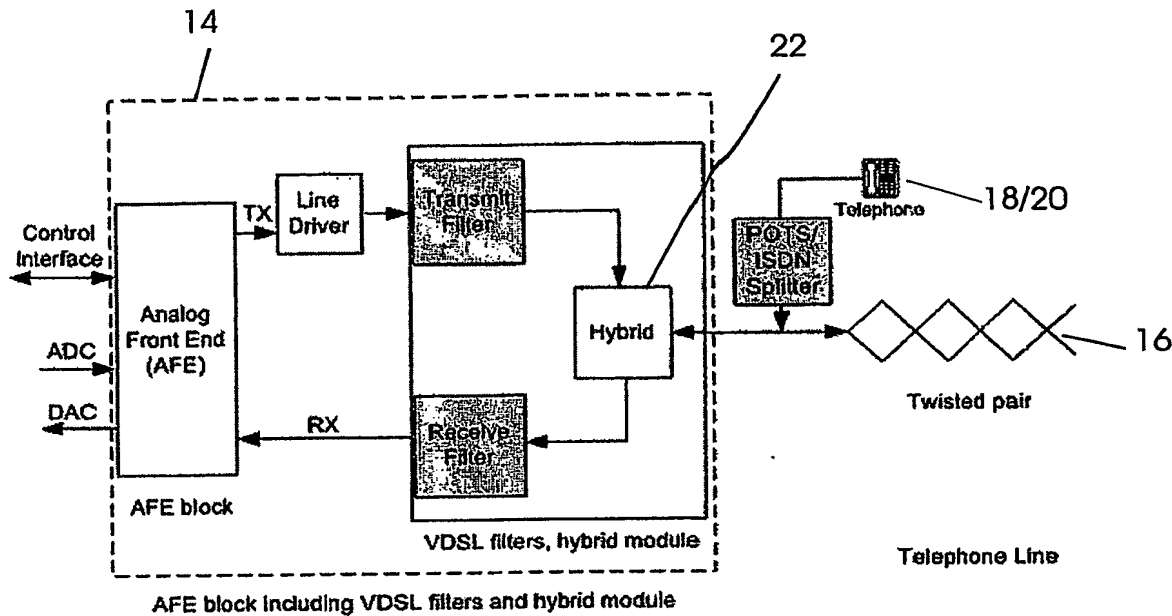 14
22
Control
Interface
ADC
DAC
Analog
Front End
(AFE)
AFE block
TX
Line
Driver
Transmit
Filter
Hybrid
RX
Receive
Filter
VDSL filters, hybrid module
AFE block including VDSL filters and hybrid module
Telephone
18/20
POTS/
ISDN
Splitter
16
Twisted pair
Telephone Line